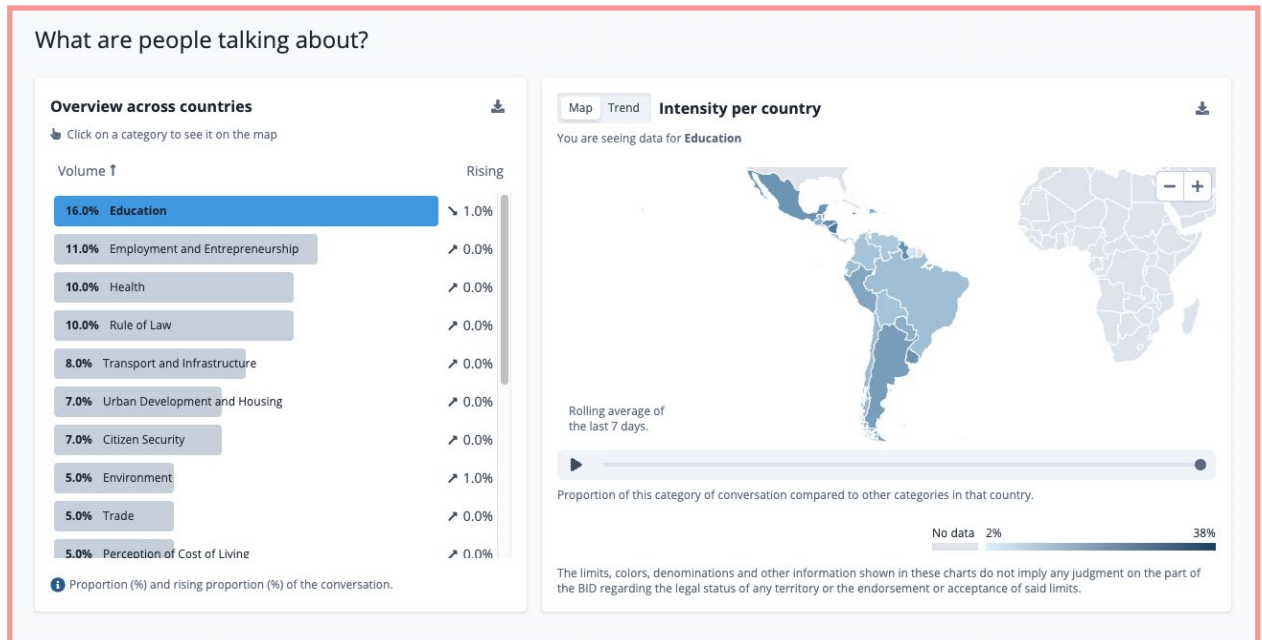 What are people talking about?
Overview across countries
Click on a category to see it on the map
Volume ↑ Rising
16.0% Education ↘ 1.0%
11.0% Employment and Entrepreneurship ↗ 0.0%
10.0% Health ↗ 0.0%
10.0% Rule of Law ↗ 0.0%
8.0% Transport and Infrastructure ↗ 0.0%
7.0% Urban Development and Housing ↗ 0.0%
7.0% Citizen Security ↗ 0.0%
5.0% Environment ↗ 1.0%
5.0% Trade ↗ 0.0%
5.0% Perception of Cost of Living ↗ 0.0%
Proportion (%) and rising proportion (%) of the conversation.
Map Trend Intensity per country
You are seeing data for Education
− +
Rolling average of
the last 7 days.
Proportion of this category of conversation compared to other categories in that country.
No data 2% 38%
The limits, colors, denominations and other information shown in these charts do not imply any judgment on the part of
the BID regarding the legal status of any territory or the endorsement or acceptance of said limits.